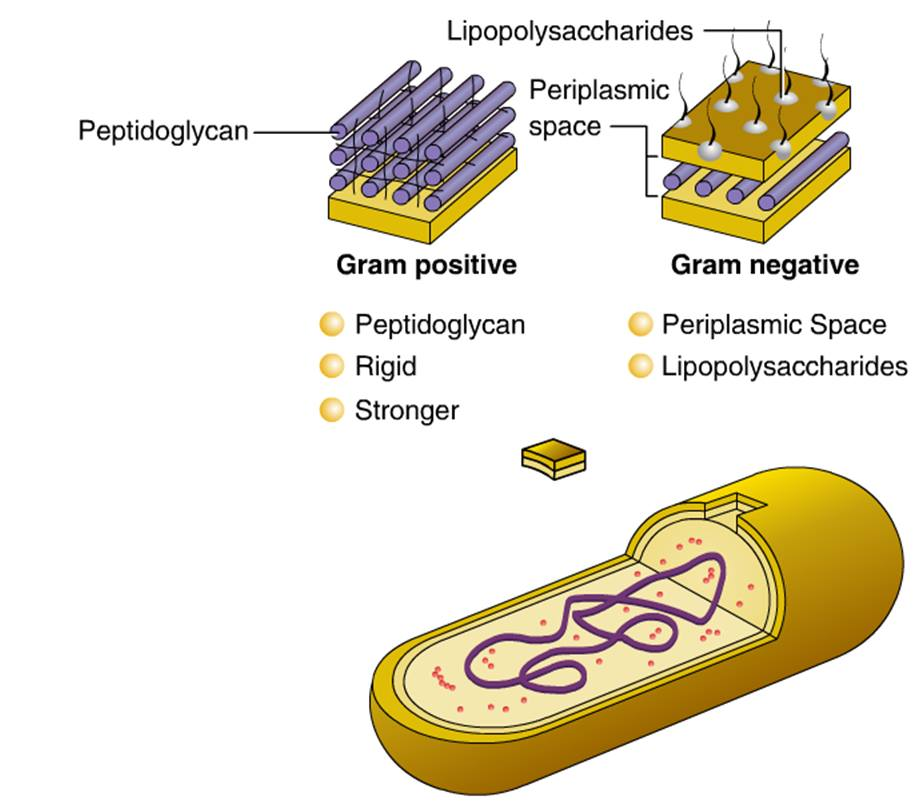 Lipopolysaccharides
Periplasmic
space
Peptidoglycan
Gram positive
Gram negative
Peptidoglycan
Rigid
Stronger
Periplasmic Space
Lipopolysaccharides